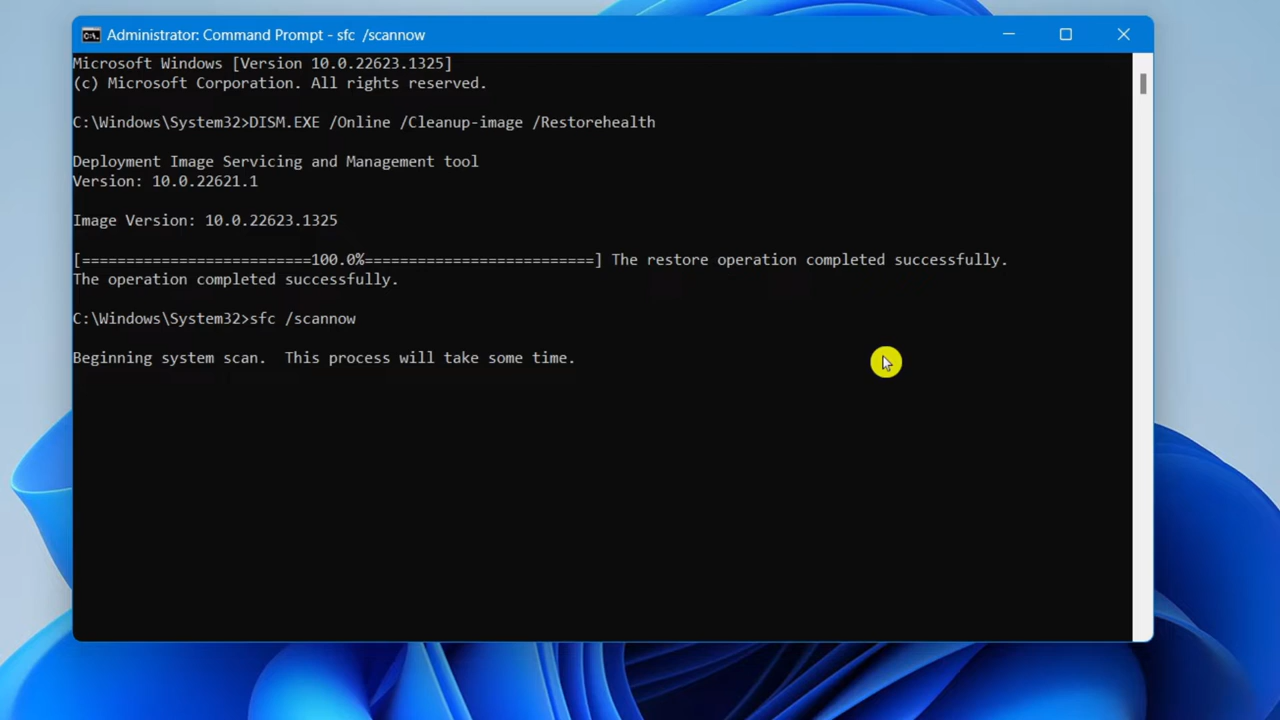 Administrator: Command Prompt - sfc  /scannow
Microsoft Windows [Version 10.0.22623.1325]
(c) Microsoft Corporation. All rights reserved.
C:\Windows\System32>DISM.EXE /Online /Cleanup-image /Restorehealth
Deployment Image Servicing and Management tool
Version: 10.0.22621.1
Image Version: 10.0.22623.1325
[===========================100.0%==========================] The restore operation completed successfully.
The operation completed successfully.
C:\Windows\System32>sfc /scannow
Beginning system scan.  This process will take some time.